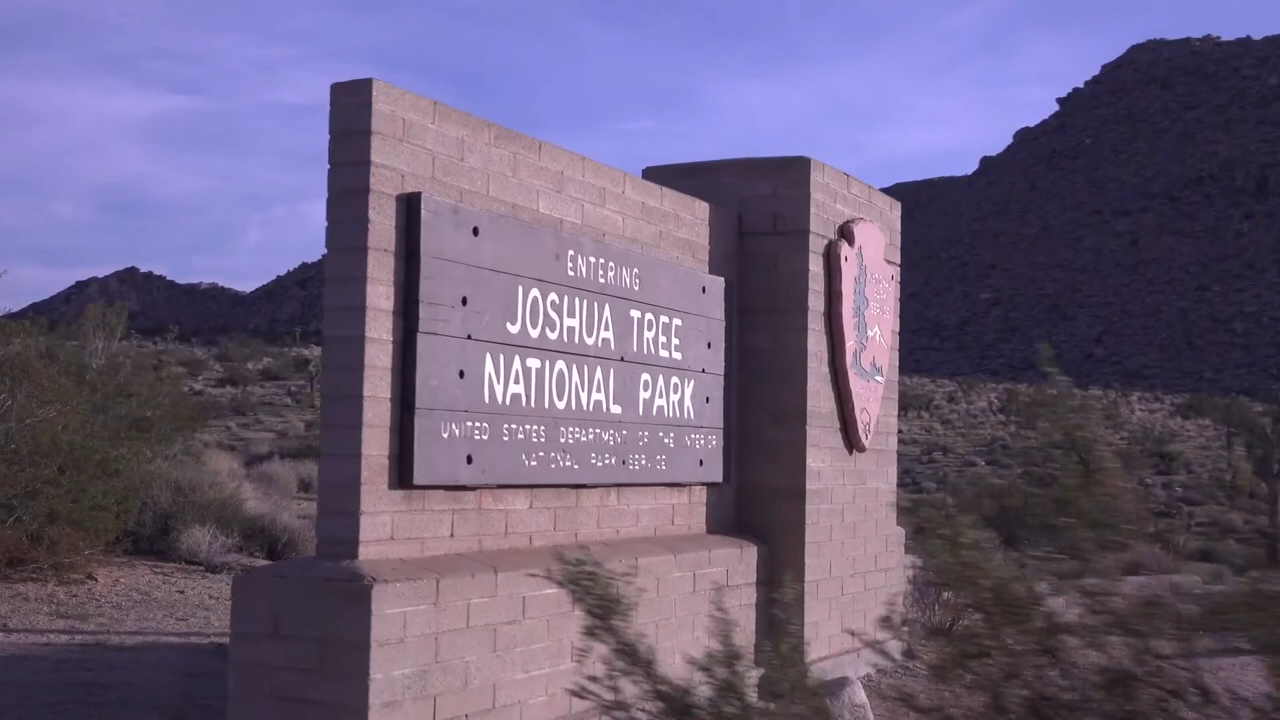 ENTERING
JOSHUA TREE
NATIONAL PARK
UNITED STATES DEPARTMENT OF THE INTERIOR
NATIONAL PARK SERVICE